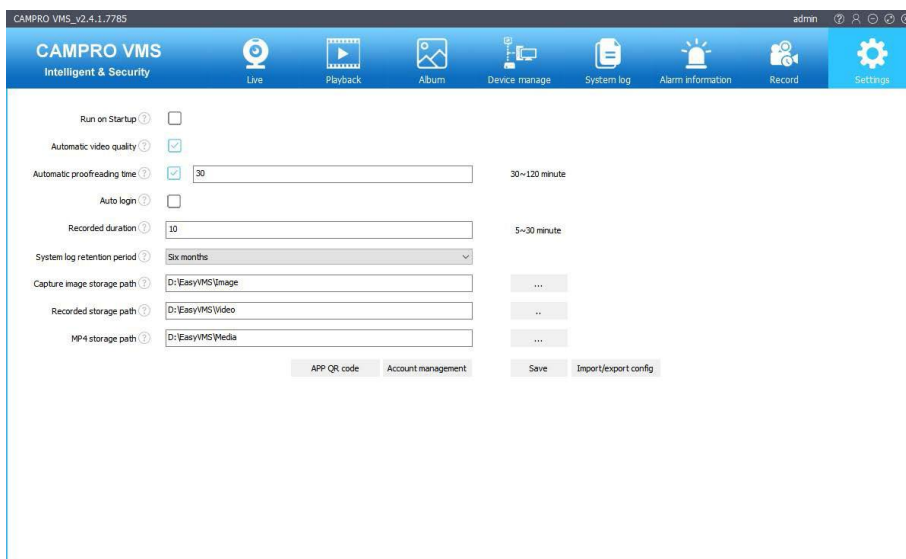 CAMPRO VMS_v2.4.1.7785 admin
CAMPRO VMS
Intelligent & Security
Live Playback Album Device manage System log Alarm information Record Settings
Run on Startup ?
Automatic video quality ?
Automatic proofreading time ? 30 30~120 minute
Auto login ?
Recorded duration ? 10 5~30 minute
System log retention period ? Six months
Capture image storage path ? D:\EasyVMS\Image ...
Recorded storage path ? D:\EasyVMS\Video ..
MP4 storage path ? D:\EasyVMS\Media ...
APP QR code Account management Save Import/export config